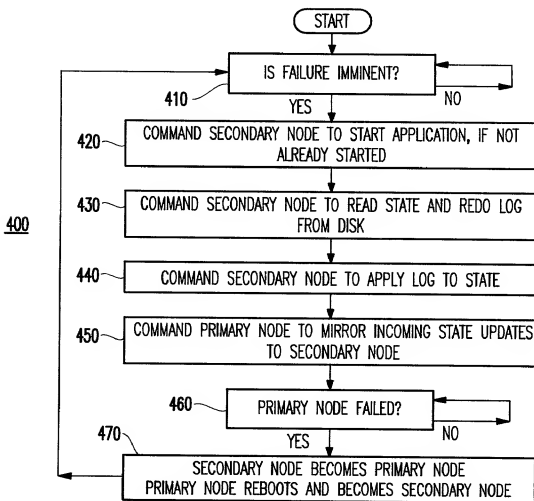 START
IS FAILURE IMMINENT?
410
NO
YES
COMMAND SECONDARY NODE TO START APPLICATION, IF NOT
ALREADY STARTED
420
COMMAND SECONDARY NODE TO READ STATE AND REDO LOG
FROM DISK
430
400
COMMAND SECONDARY NODE TO APPLY LOG TO STATE
440
COMMAND PRIMARY NODE TO MIRROR INCOMING STATE UPDATES
TO SECONDARY NODE
450
460
PRIMARY NODE FAILED?
NO
YES
470
SECONDARY NODE BECOMES PRIMARY NODE
PRIMARY NODE REBOOTS AND BECOMES SECONDARY NODE